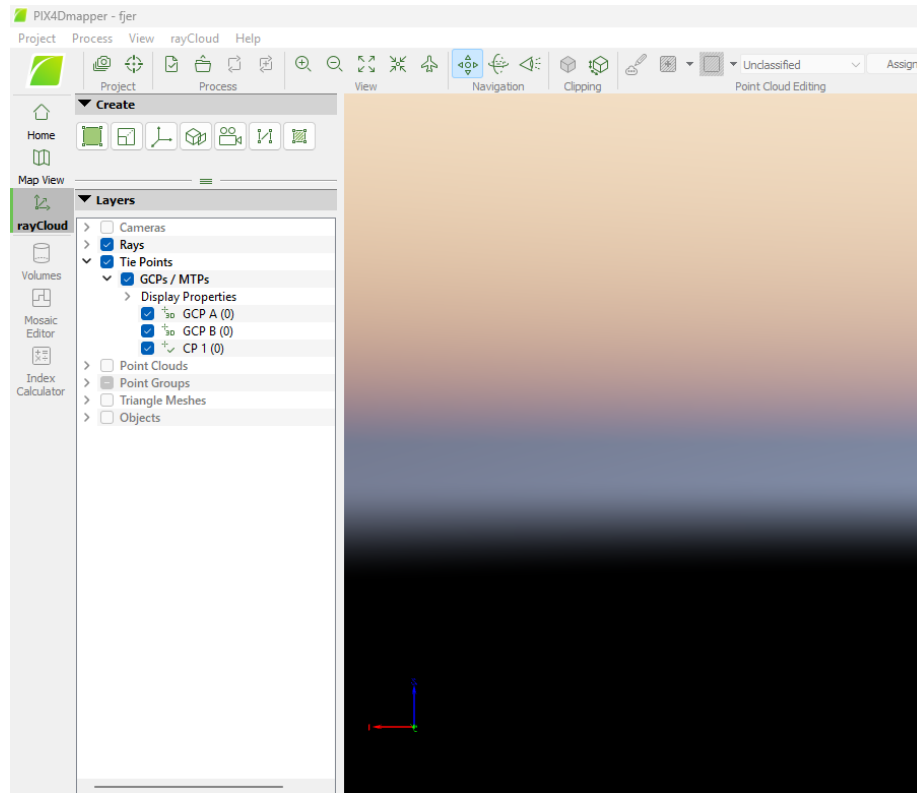 PIX4Dmapper - fjer
Project Process View rayCloud Help
Unclassified Assign
Project Process View Navigation Clipping Point Cloud Editing
Create
Home
Map View
Layers
rayCloud
Cameras
Rays
Tie Points
GCPs / MTPs
Display Properties
3D GCP A (0)
3D GCP B (0)
CP 1 (0)
Point Clouds
Point Groups
Triangle Meshes
Objects
Volumes
Mosaic
Editor
Index
Calculator